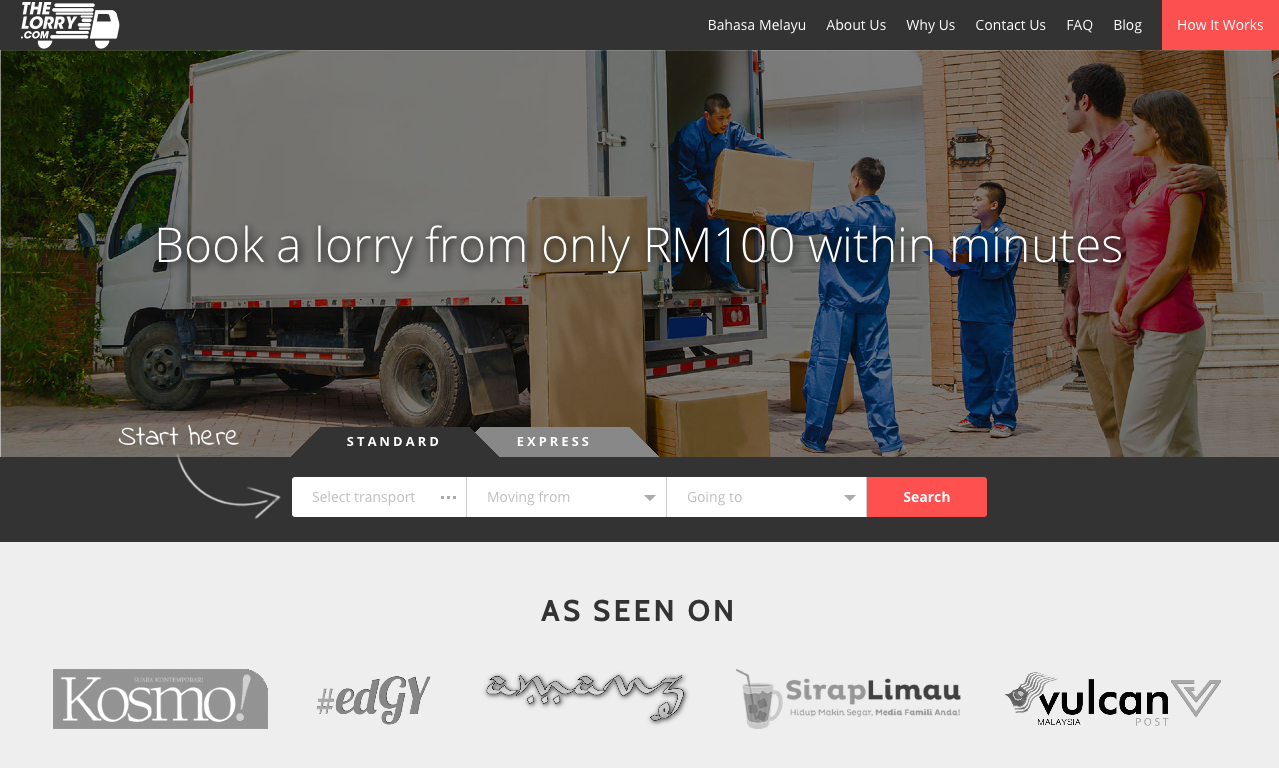 THE
LORRY
.COM
Bahasa Melayu About Us Why Us Contact Us FAQ Blog How It Works
Book a lorry from only RM100 within minutes
Start here
STANDARD EXPRESS
Select transport Moving from Going to Search
AS SEEN ON
SUARA KONTEMPORARI
Kosmo!
#edGY
amanz
SirapLimau
Hidup Makin Segar, Media Famili Anda!
vulcan
MALAYSIA POST